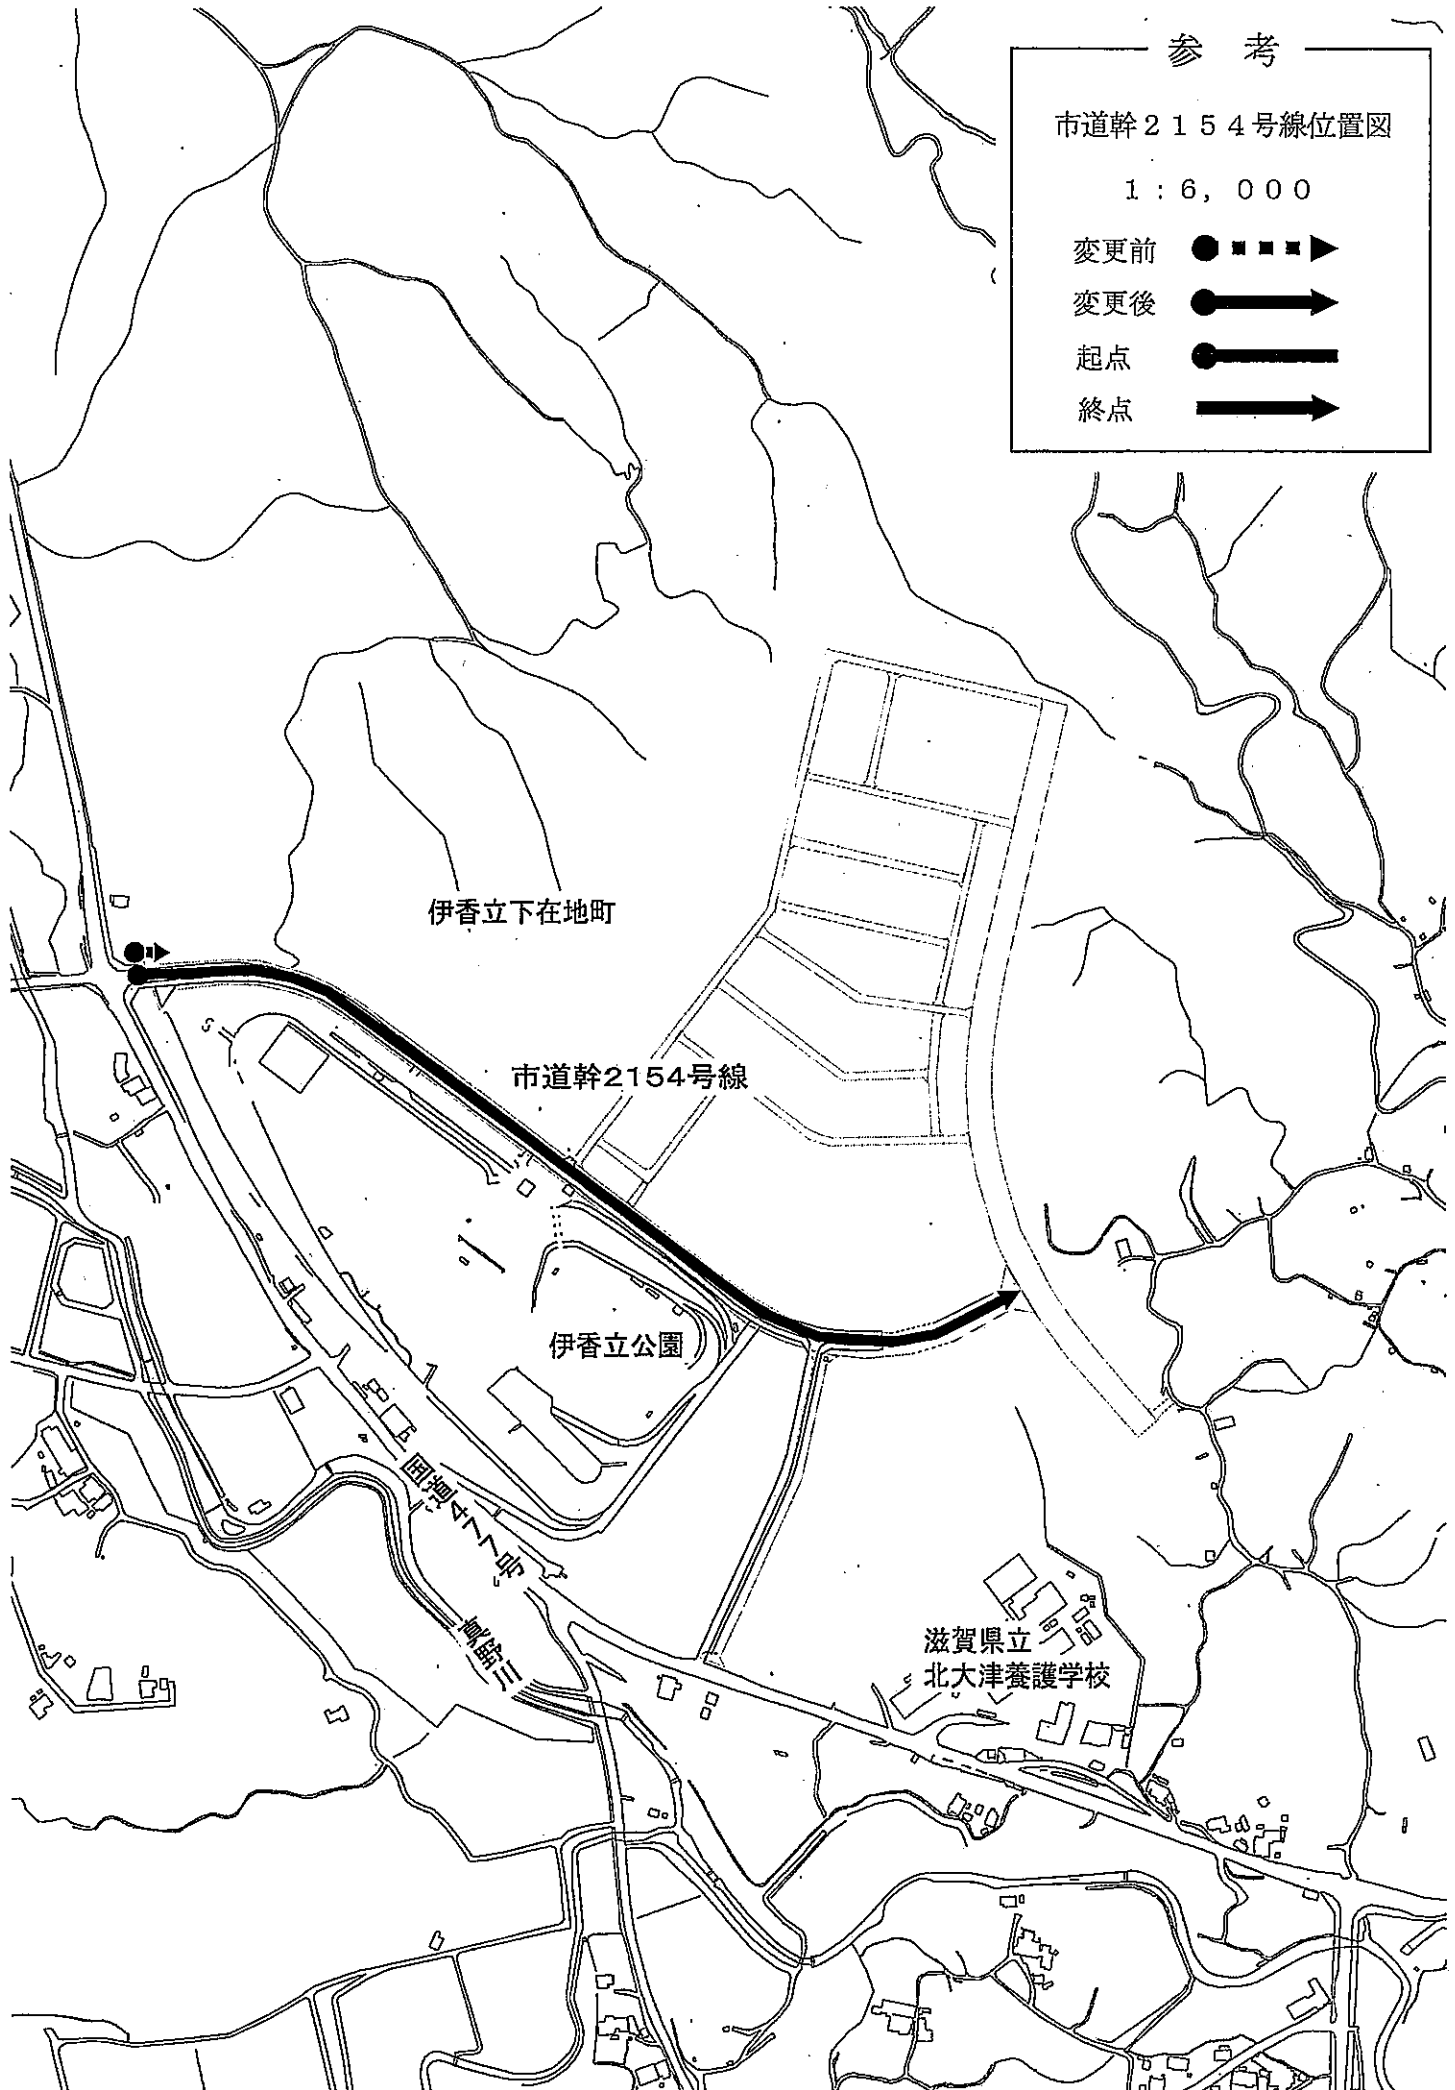 参 考
市道幹2154号線位置図
1:6,000
変更前
変更後
起点
終点
伊香立下在地町
市道幹2154号線
伊香立公園
国道477号
真野川
滋賀県立
北大津養護学校